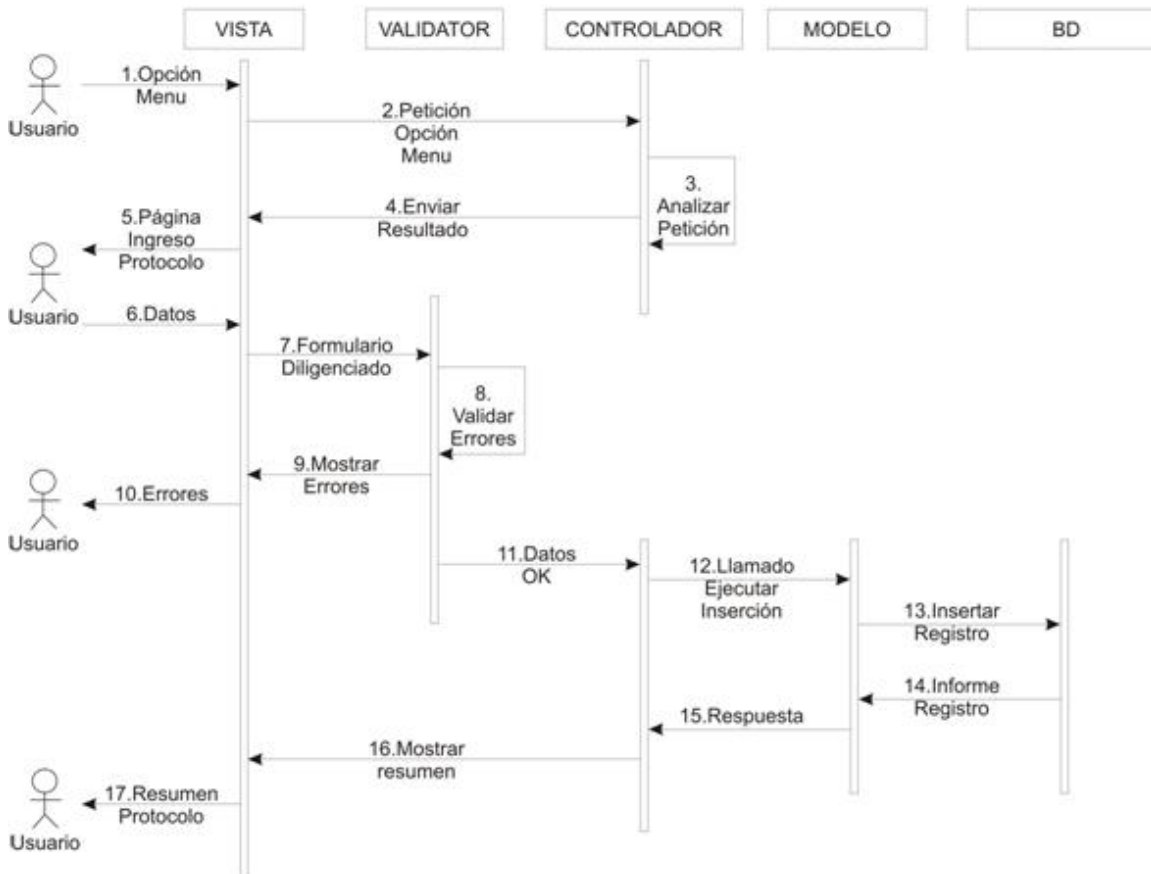 VISTA
VALIDATOR
CONTROLADOR
MODELO
BD
1.Opción
Menu
Usuario
2.Petición
Opción
Menu
3.
Analizar
Petición
4.Enviar
Resultado
5.Página
Ingreso
Protocolo
Usuario
6.Datos
7.Formulario
Diligenciado
8.
Validar
Errores
9.Mostrar
Errores
10.Errores
Usuario
11.Datos
OK
12.Llamado
Ejecutar
Inserción
13.Insertar
Registro
14.Informe
Registro
15.Respuesta
16.Mostrar
resumen
17.Resumen
Protocolo
Usuario